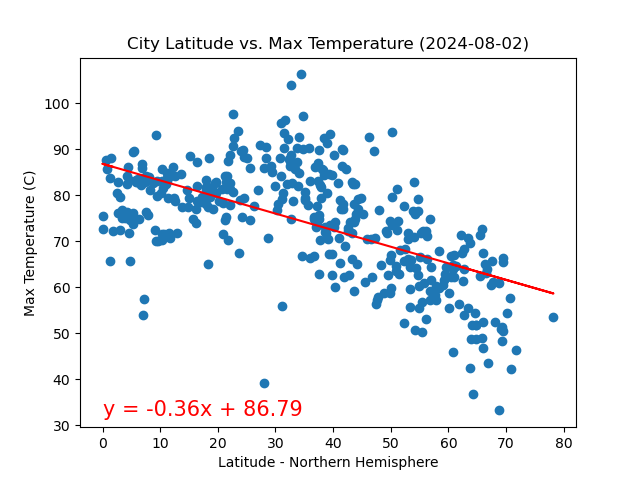 City Latitude vs. Max Temperature (2024-08-02)
Max Temperature (C)
100
90
80
70
60
50
40
30
y = -0.36x + 86.79
0 10 20 30 40 50 60 70 80
Latitude - Northern Hemisphere